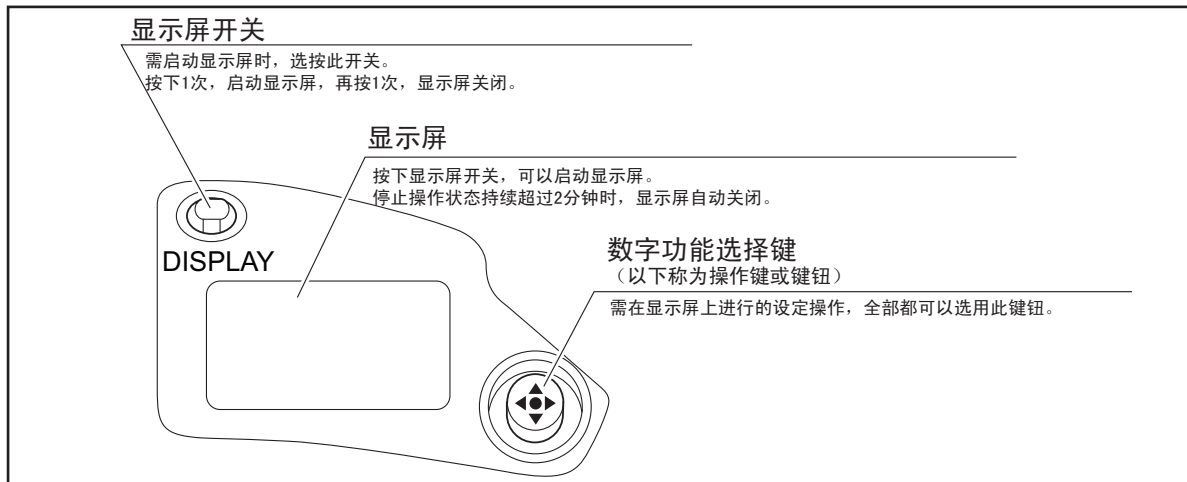 显示屏开关
需启动显示屏时，选按此开关。
按下1次，启动显示屏，再按1次，显示屏关闭。
显示屏
按下显示屏开关，可以启动显示屏。
停止操作状态持续超过2分钟时，显示屏自动关闭。
DISPLAY
数字功能选择键
（以下称为操作键或键钮）
需在显示屏上进行的设定操作，全部都可以选用此键钮。